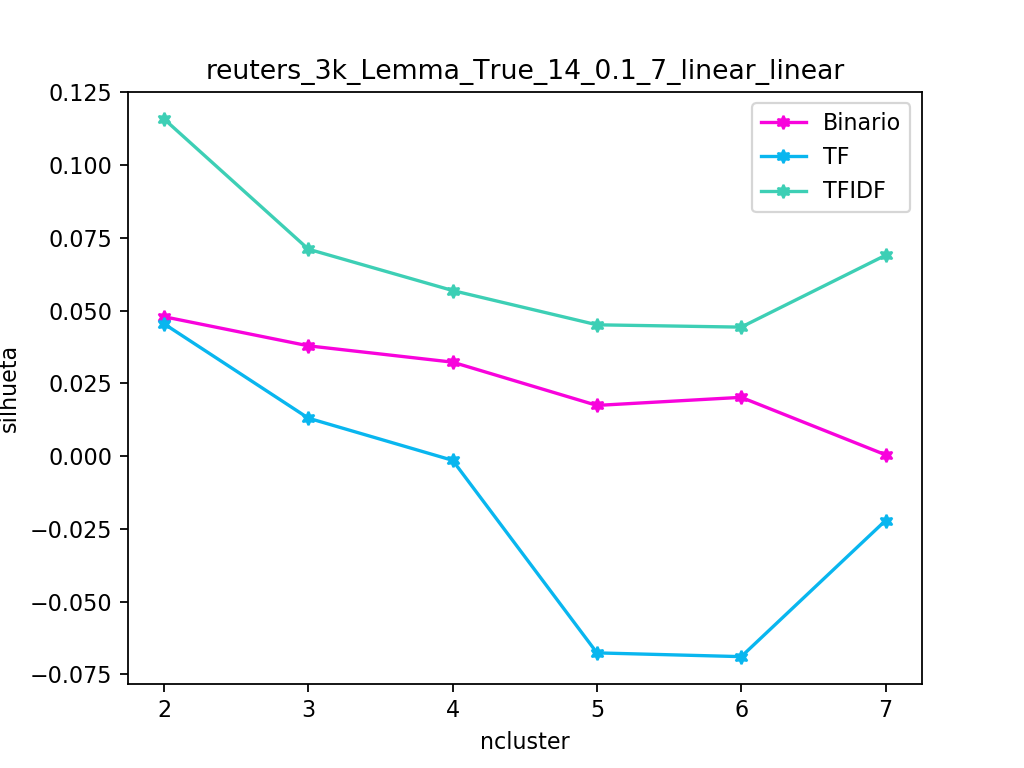 reuters_3k_Lemma_True_14_0.1_7_linear_linear
Binario
TF
TFIDF
0.125
0.100
0.075
0.050
0.025
0.000
−0.025
−0.050
−0.075
silhueta
2 3 4 5 6 7
ncluster